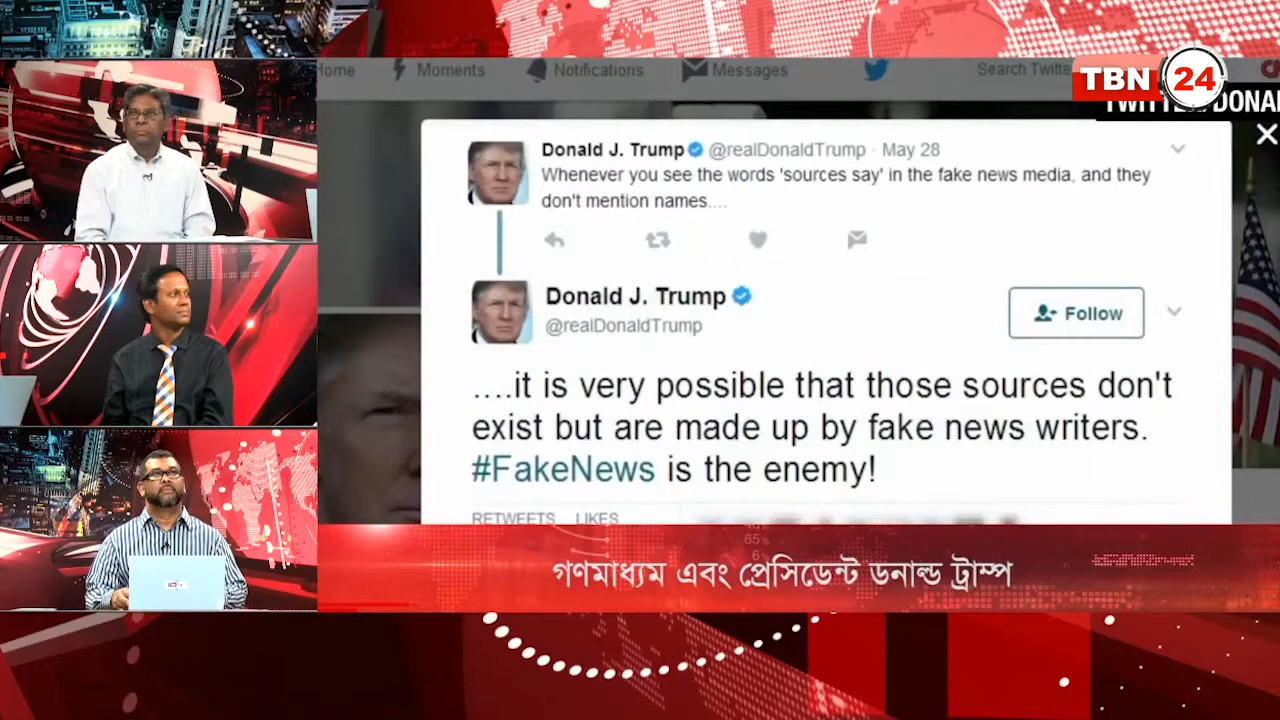 Home Moments Notifications Messages Search Twitte
TBN 24
TWITTER/DONA
Donald J. Trump @realDonaldTrump · May 28
Whenever you see the words 'sources say' in the fake news media, and they
don't mention names....
Donald J. Trump
@realDonaldTrump
Follow
....it is very possible that those sources don't
exist but are made up by fake news writers.
#FakeNews is the enemy!
RETWEETS LIKES
65%
গণমাধ্যম এবং প্রেসিডেন্ট ডনাল্ড ট্রাম্প